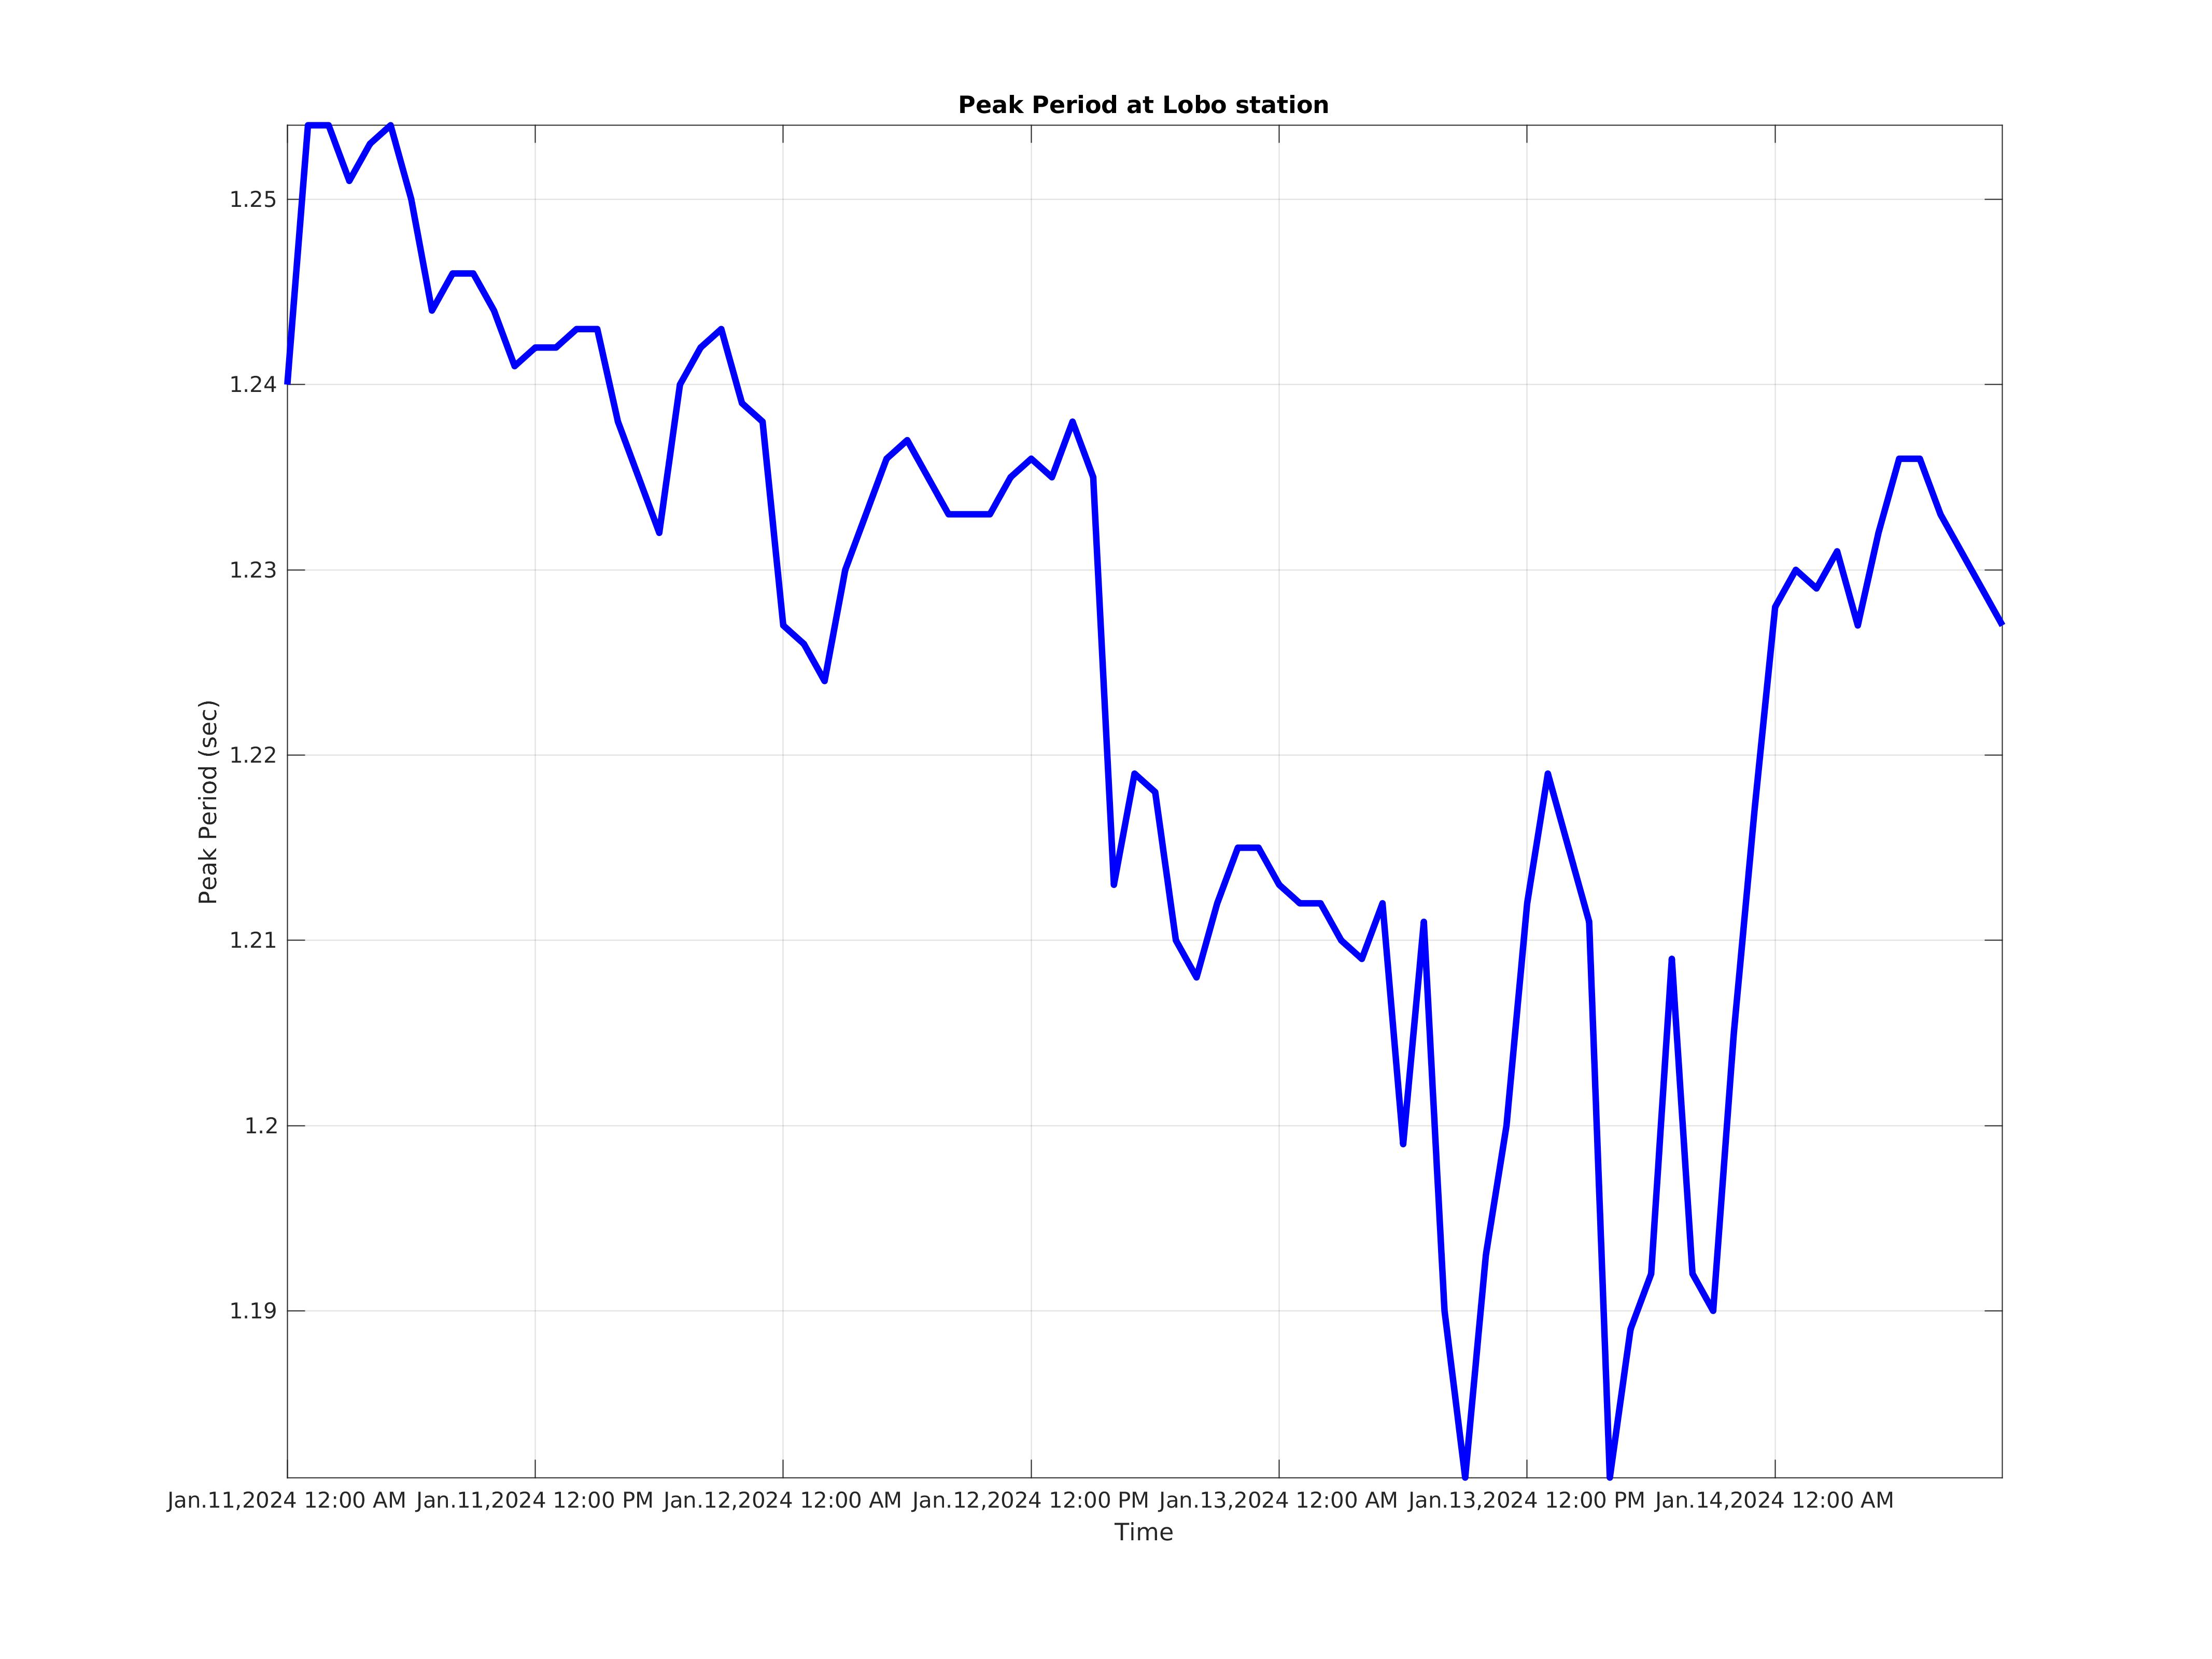 Peak Period at Lobo station
Peak Period (sec)
1.25
1.24
1.23
1.22
1.21
1.2
1.19
Jan.11,2024 12:00 AM Jan.11,2024 12:00 PM Jan.12,2024 12:00 AM Jan.12,2024 12:00 PM Jan.13,2024 12:00 AM Jan.13,2024 12:00 PM Jan.14,2024 12:00 AM
Time